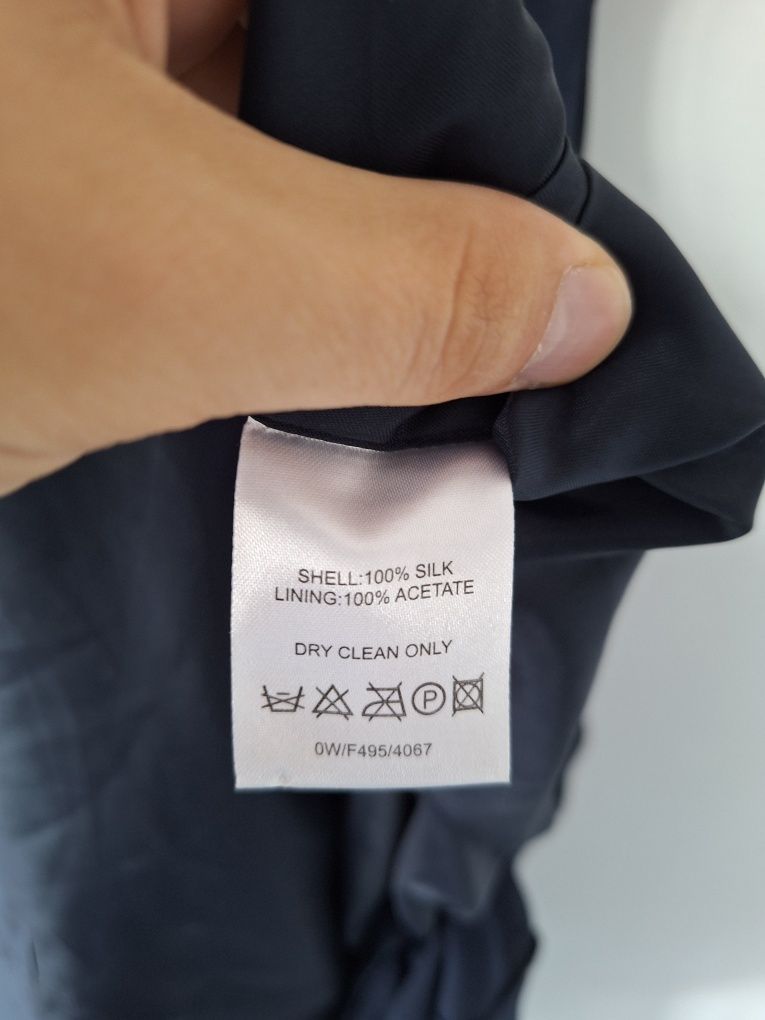 SHELL:100% SILK
LINING:100% ACETATE
DRY CLEAN ONLY
P
0W/F495/4067